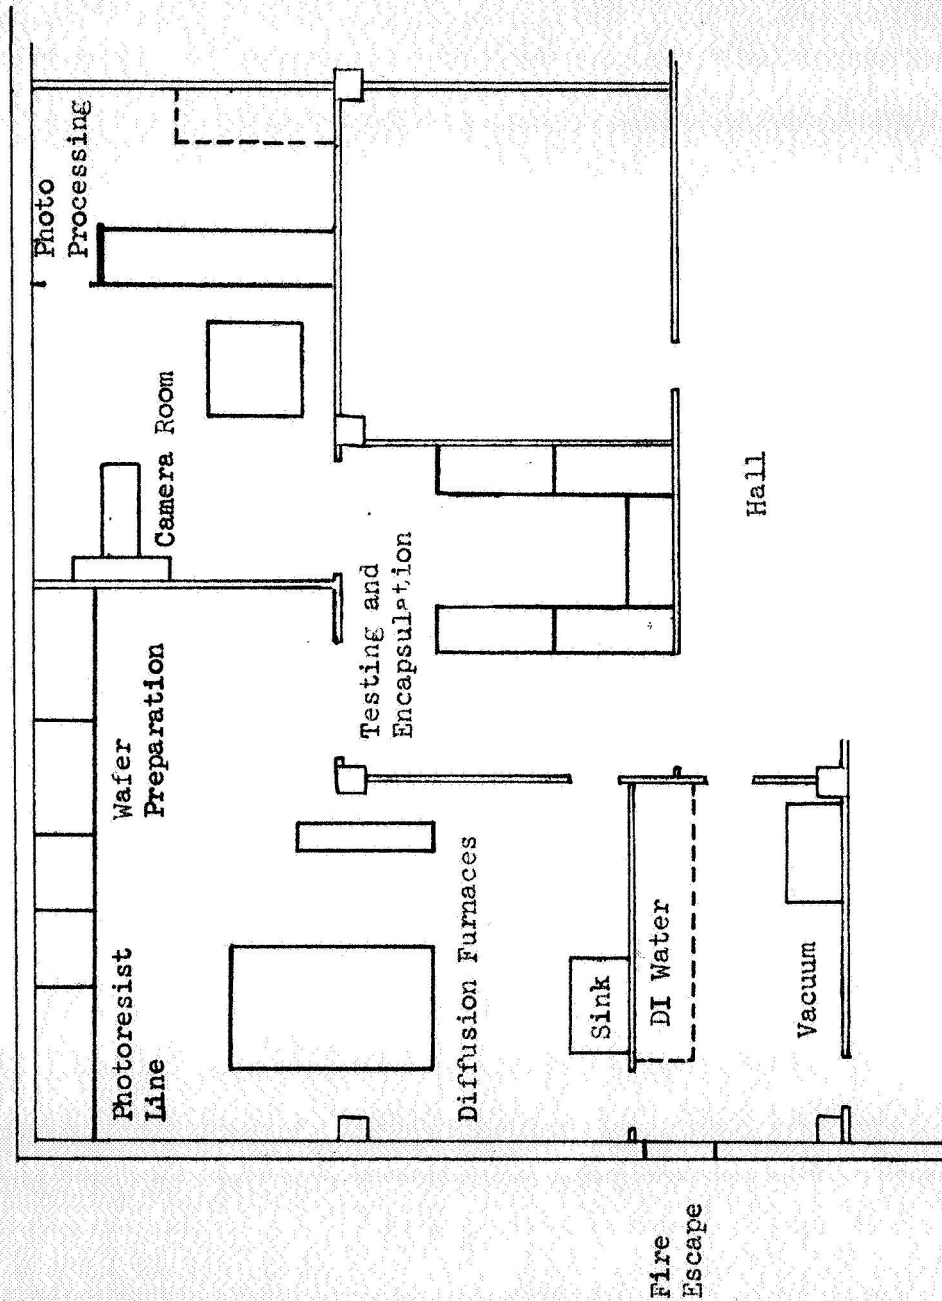 Photoresist
Line
Wafer
Preparation
Camera Room
Photo
Processing
Testing and
Encapsulation
Diffusion Furnaces
Sink
DI Water
Fire
Escape
Vacuum
Hall